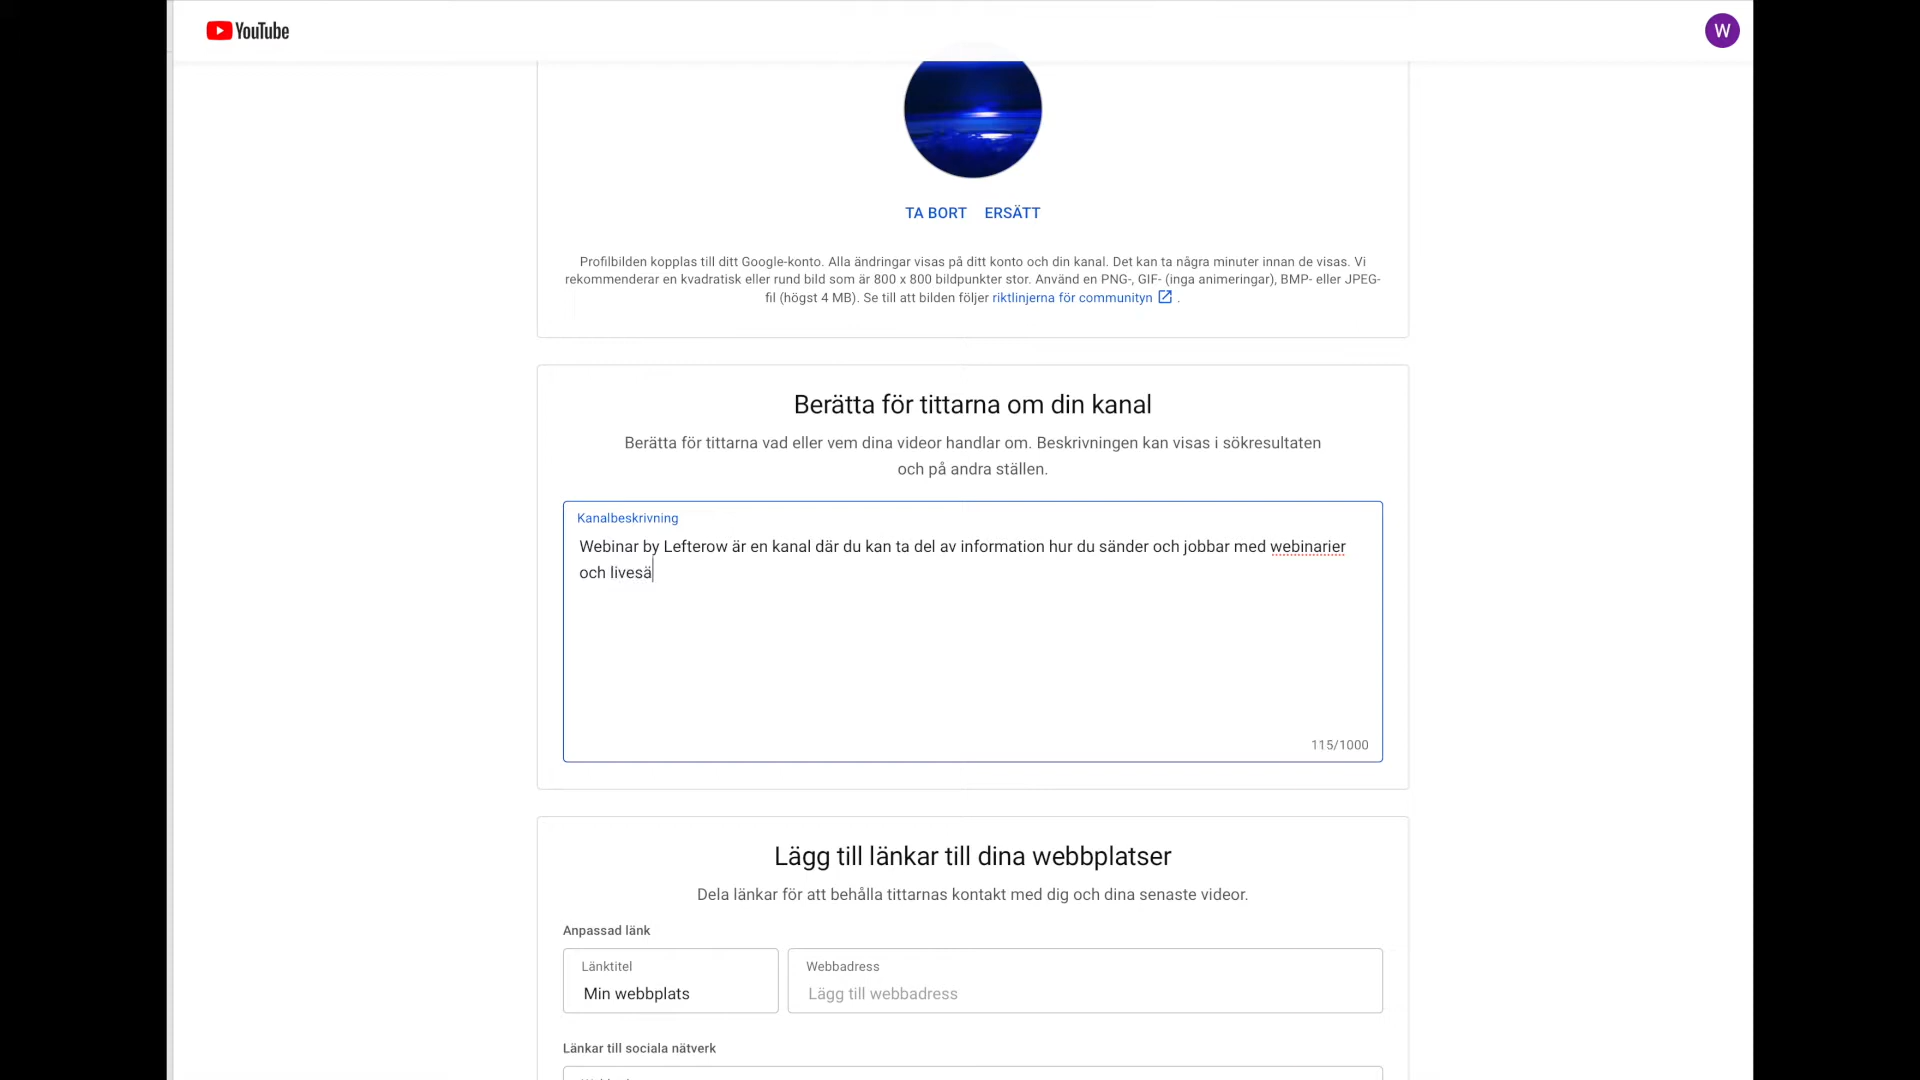 YouTube
W
TA BORT ERSÄTT
Profilbilden kopplas till ditt Google-konto. Alla ändringar visas på ditt konto och din kanal. Det kan ta några minuter innan de visas. Vi
rekommenderar en kvadratisk eller rund bild som är 800 x 800 bildpunkter stor. Använd en PNG-, GIF- (inga animeringar), BMP- eller JPEG-
fil (högst 4 MB). Se till att bilden följer riktlinjerna för communityn .
Berätta för tittarna om din kanal
Berätta för tittarna vad eller vem dina videor handlar om. Beskrivningen kan visas i sökresultaten
och på andra ställen.
Kanalbeskrivning
Webinar by Lefterow är en kanal där du kan ta del av information hur du sänder och jobbar med webinarier
och livesä
115/1000
Lägg till länkar till dina webbplatser
Dela länkar för att behålla tittarnas kontakt med dig och dina senaste videor.
Anpassad länk
Länktitel Webbadress
Min webbplats Lägg till webbadress
Länkar till sociala nätverk